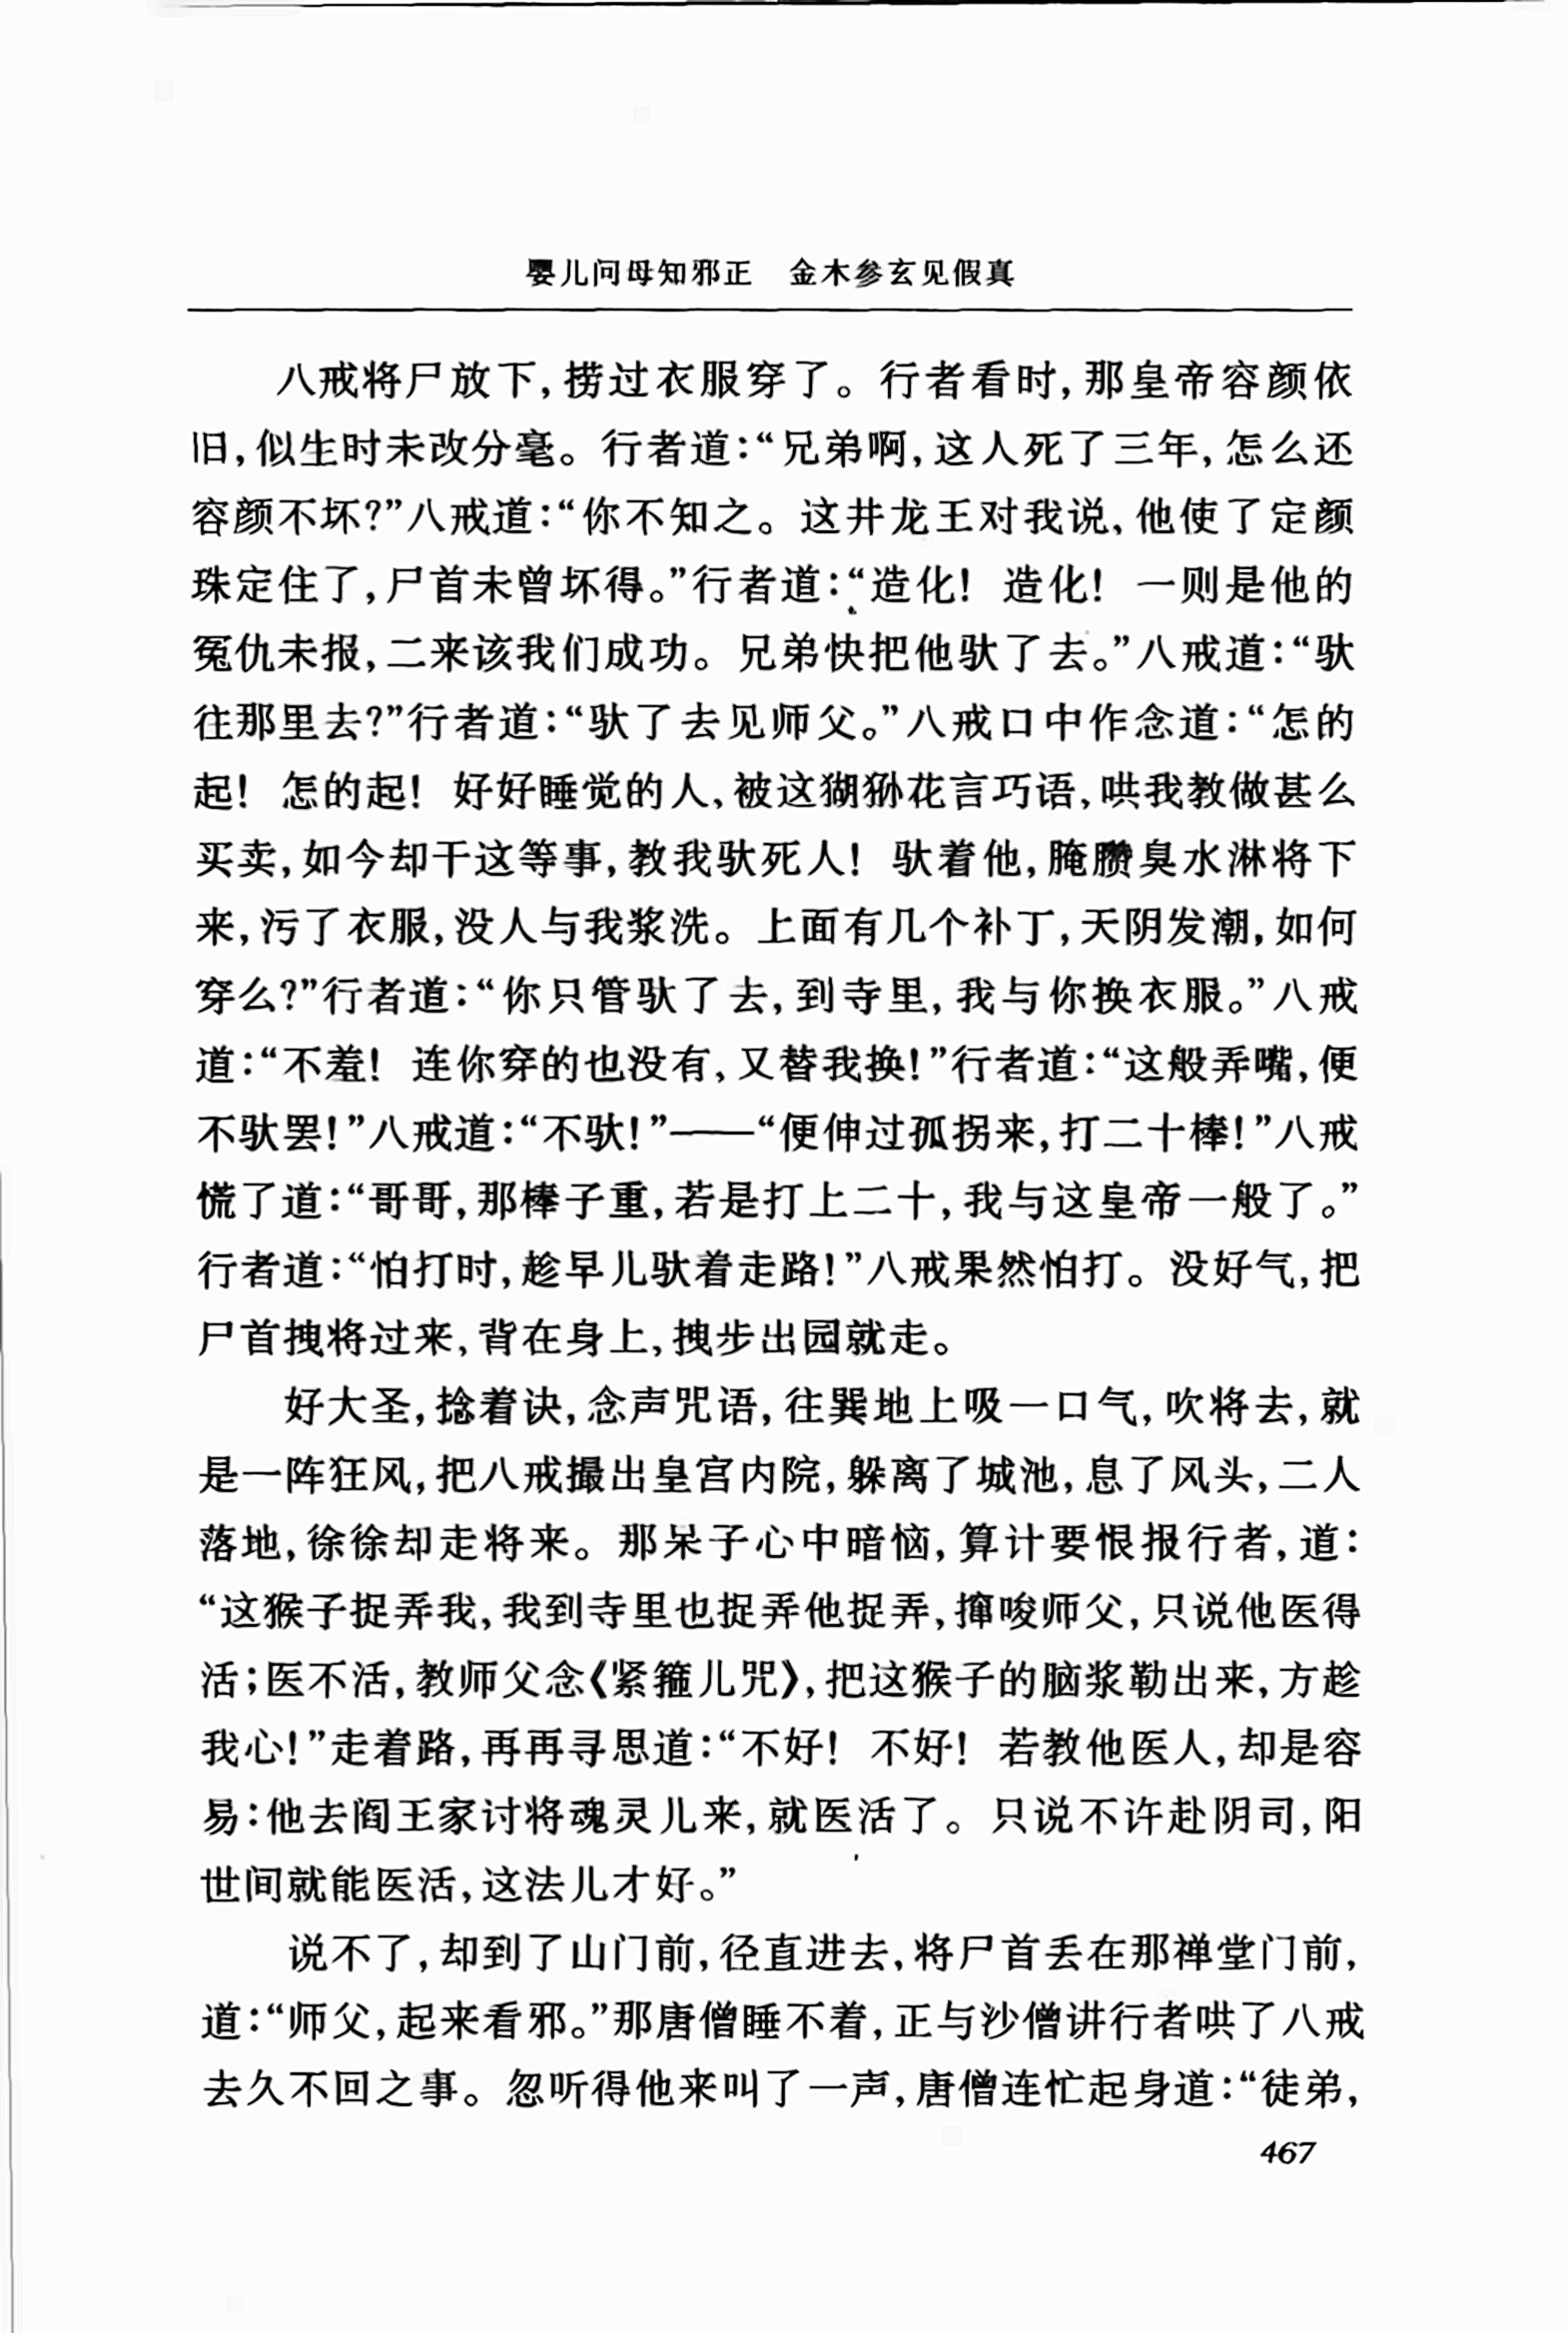 婴儿问母知邪正　金木参玄见假真
八戒将尸放下,捞过衣服穿了。行者看时,那皇帝容颜依
旧,似生时未改分毫。行者道:“兄弟啊,这人死了三年,怎么还
容颜不坏?”八戒道:“你不知之。这井龙王对我说,他使了定颜
珠定住了,尸首未曾坏得。”行者道:“造化! 造化! 一则是他的
冤仇未报,二来该我们成功。兄弟快把他驮了去。”八戒道:“驮
往那里去?”行者道:“驮了去见师父。”八戒口中作念道:“怎的
起! 怎的起! 好好睡觉的人,被这猢狲花言巧语,哄我教做甚么
买卖,如今却干这等事,教我驮死人! 驮着他,腌臜臭水淋将下
来,污了衣服,没人与我浆洗。上面有几个补丁,天阴发潮,如何
穿么?”行者道:“你只管驮了去,到寺里,我与你换衣服。”八戒
道:“不羞! 连你穿的也没有,又替我换!”行者道:“这般弄嘴,便
不驮罢!”八戒道:“不驮!”——“便伸过孤拐来,打二十棒!”八戒
慌了道:“哥哥,那棒子重,若是打上二十,我与这皇帝一般了。”
行者道:“怕打时,趁早儿驮着走路!”八戒果然怕打。没好气,把
尸首拽将过来,背在身上,拽步出园就走。
好大圣,捻着诀,念声咒语,往巽地上吸一口气,吹将去,就
是一阵狂风,把八戒撮出皇宫内院,躲离了城池,息了风头,二人
落地,徐徐却走将来。那呆子心中暗恼,算计要恨报行者,道:
“这猴子捉弄我,我到寺里也捉弄他捉弄,撺唆师父,只说他医得
活;医不活,教师父念《紧箍儿咒》,把这猴子的脑浆勒出来,方趁
我心!”走着路,再再寻思道:“不好! 不好! 若教他医人,却是容
易:他去阎王家讨将魂灵儿来,就医活了。只说不许赴阴司,阳
世间就能医活,这法儿才好。”
说不了,却到了山门前,径直进去,将尸首丢在那禅堂门前,
道:“师父,起来看邪。”那唐僧睡不着,正与沙僧讲行者哄了八戒
去久不回之事。忽听得他来叫了一声,唐僧连忙起身道:“徒弟,
467